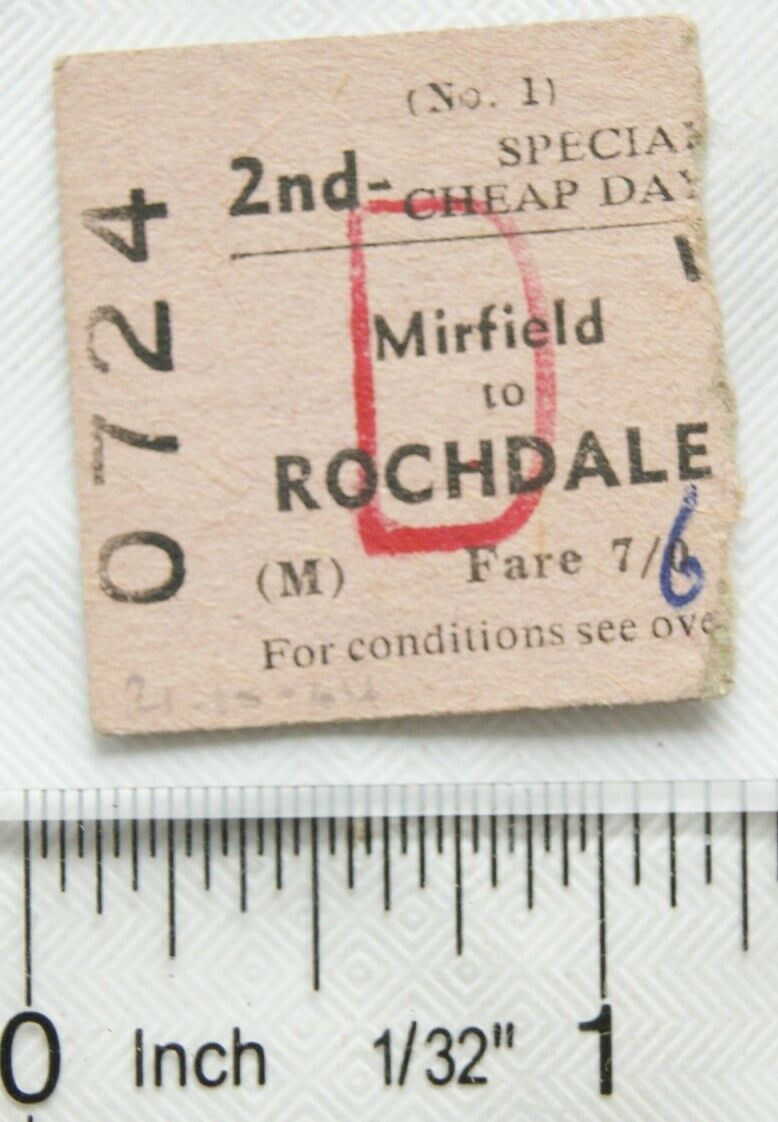 (No. 1)
2nd- SPECIAL
CHEAP DAY
D
Mirfield
to
ROCHDALE
(M) Fare 7/6
For conditions see ove
0724
0 Inch 1/32" 1